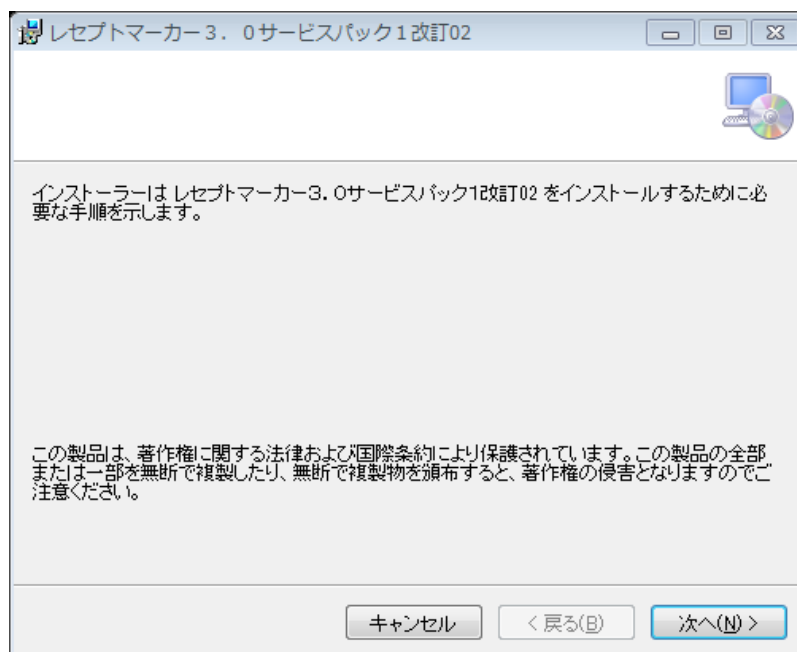 レセプトマーカー３．０サービスパック１改訂02
インストーラーは レセプトマーカー3.0サービスパック1改訂02 をインストールするために必
要な手順を示します。
この製品は、著作権に関する法律および国際条約により保護されています。この製品の全部
または一部を無断で複製したり、無断で複製物を頒布すると、著作権の侵害となりますのでご
注意ください。
キャンセル
< 戻る(B)
次へ(N) >